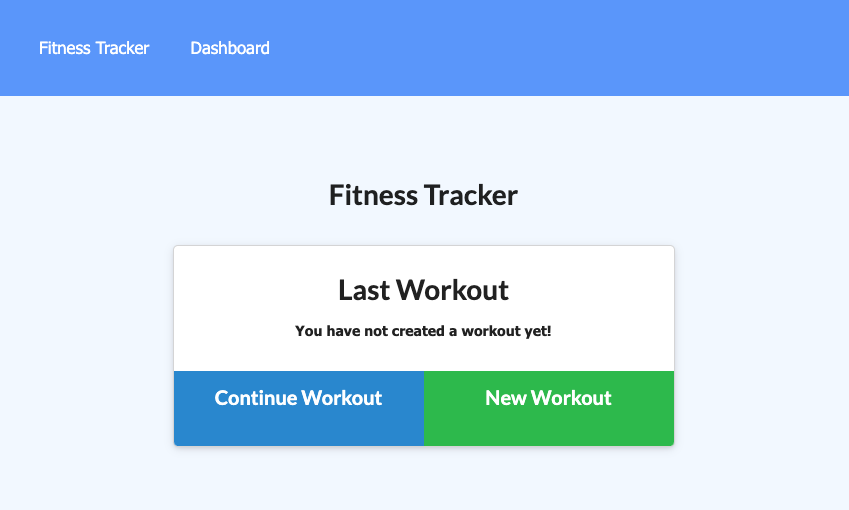 Fitness Tracker Dashboard
Fitness Tracker
Last Workout
You have not created a workout yet!
Continue Workout New Workout